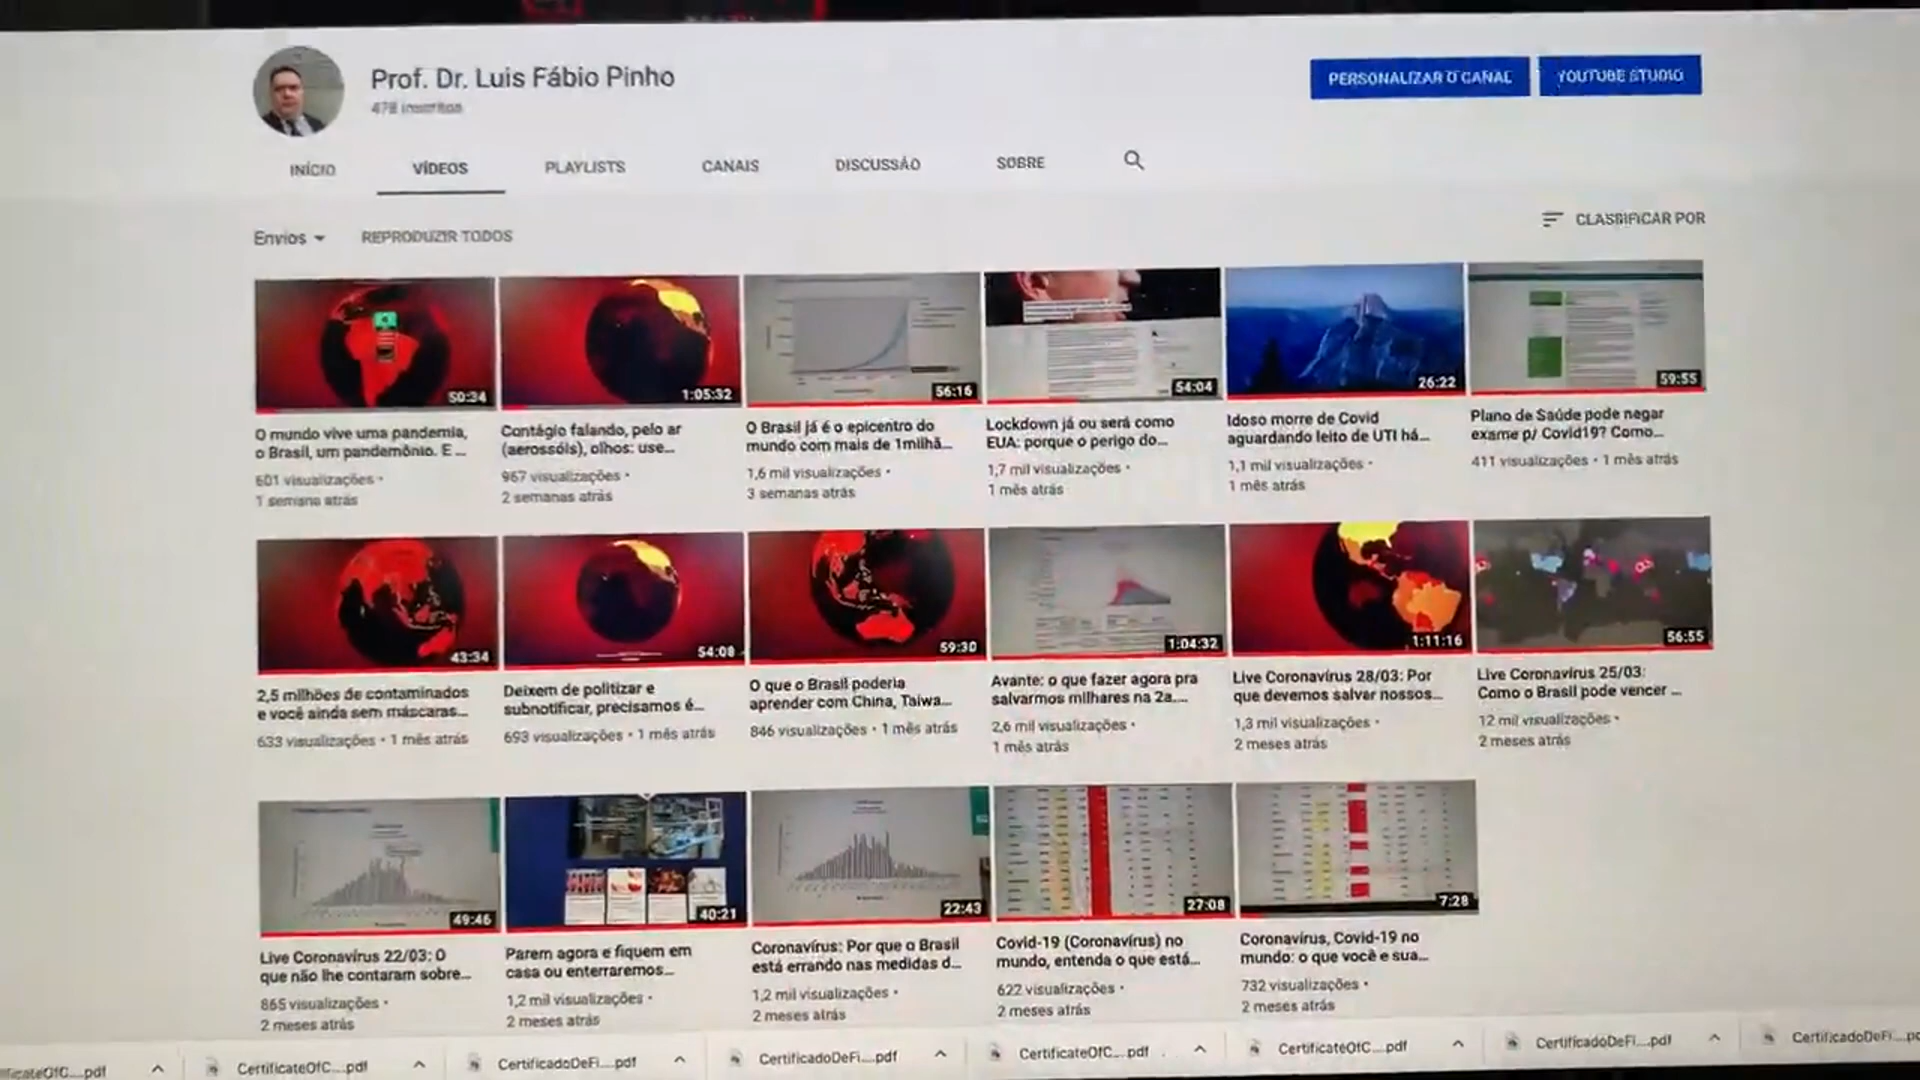 Prof. Dr. Luis Fábio Pinho
478 inscritos
PERSONALIZAR O CANAL
YOUTUBE STUDIO
INÍCIO
VÍDEOS
PLAYLISTS
CANAIS
DISCUSSÃO
SOBRE
Envios
REPRODUZIR TODOS
CLASSIFICAR POR
50:34
1:05:32
56:16
54:04
26:22
59:55
O mundo vive uma pandemia,
o Brasil, um pandemônio. E ...
601 visualizações •
1 semana atrás
Contágio falando, pelo ar
(aerossóis), olhos: use...
967 visualizações •
2 semanas atrás
O Brasil já é o epicentro do
mundo com mais de 1milhã...
1,6 mil visualizações •
3 semanas atrás
Lockdown já ou será como
EUA: porque o perigo do...
1,7 mil visualizações •
1 mês atrás
Idoso morre de Covid
aguardando leito de UTI há...
1,1 mil visualizações •
1 mês atrás
Plano de Saúde pode negar
exame p/ Covid19? Como...
411 visualizações • 1 mês atrás
43:34
54:08
59:30
1:04:32
1:11:16
56:55
2,5 milhões de contaminados
e você ainda sem máscaras...
633 visualizações • 1 mês atrás
Deixem de politizar e
subnotificar, precisamos é...
693 visualizações • 1 mês atrás
O que o Brasil poderia
aprender com China, Taiwa...
846 visualizações • 1 mês atrás
Avante: o que fazer agora pra
salvarmos milhares na 2a....
2,6 mil visualizações •
1 mês atrás
Live Coronavírus 28/03: Por
que devemos salvar nossos...
1,3 mil visualizações •
2 meses atrás
Live Coronavírus 25/03:
Como o Brasil pode vencer ...
12 mil visualizações •
2 meses atrás
49:46
40:21
22:43
27:08
7:28
Live Coronavírus 22/03: O
que não lhe contaram sobre...
865 visualizações •
2 meses atrás
Parem agora e fiquem em
casa ou enterraremos...
1,2 mil visualizações •
2 meses atrás
Coronavírus: Por que o Brasil
está errando nas medidas d...
1,2 mil visualizações •
2 meses atrás
Covid-19 (Coronavírus) no
mundo, entenda o que está...
622 visualizações •
2 meses atrás
Coronavírus, Covid-19 no
mundo: o que você e sua...
732 visualizações •
2 meses atrás
ificateOfC....pdf
CertificateOfC....pdf
CertificadoDeFi....pdf
CertificadoDeFi....pdf
CertificateOfC....pdf
CertificateOfC....pdf
CertificadoDeFi....pdf
CertificadoDeFi....pd